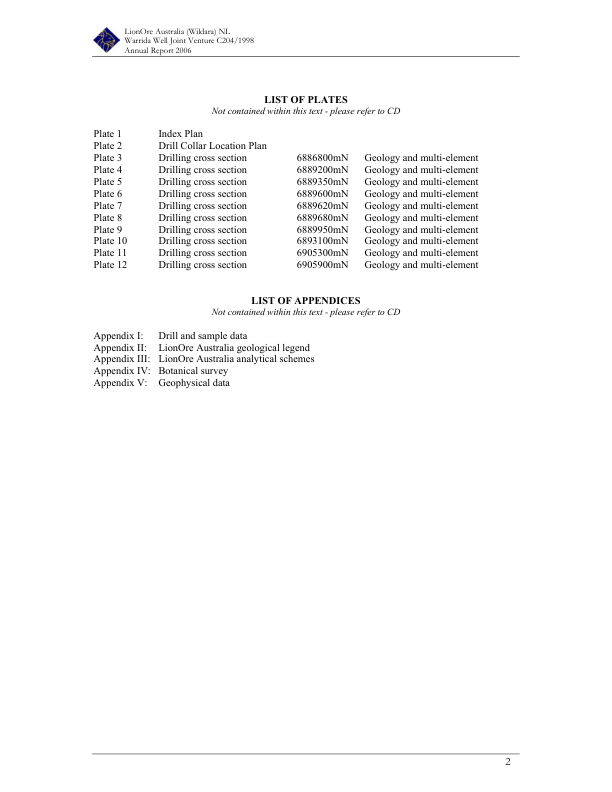 LionOre Australia (Wildara) NL
Warrida Well Joint Venture C204/1998
Annual Report 2006
LIST OF PLATES
Not contained within this text - please refer to CD
Plate 1 Index Plan
Plate 2 Drill Collar Location Plan
Plate 3 Drilling cross section 6886800mN Geology and multi-element
Plate 4 Drilling cross section 6889200mN Geology and multi-element
Plate 5 Drilling cross section 6889350mN Geology and multi-element
Plate 6 Drilling cross section 6889600mN Geology and multi-element
Plate 7 Drilling cross section 6889620mN Geology and multi-element
Plate 8 Drilling cross section 6889680mN Geology and multi-element
Plate 9 Drilling cross section 6889950mN Geology and multi-element
Plate 10 Drilling cross section 6893100mN Geology and multi-element
Plate 11 Drilling cross section 6905300mN Geology and multi-element
Plate 12 Drilling cross section 6905900mN Geology and multi-element
LIST OF APPENDICES
Not contained within this text - please refer to CD
Appendix I: Drill and sample data
Appendix II: LionOre Australia geological legend
Appendix III: LionOre Australia analytical schemes
Appendix IV: Botanical survey
Appendix V: Geophysical data
2